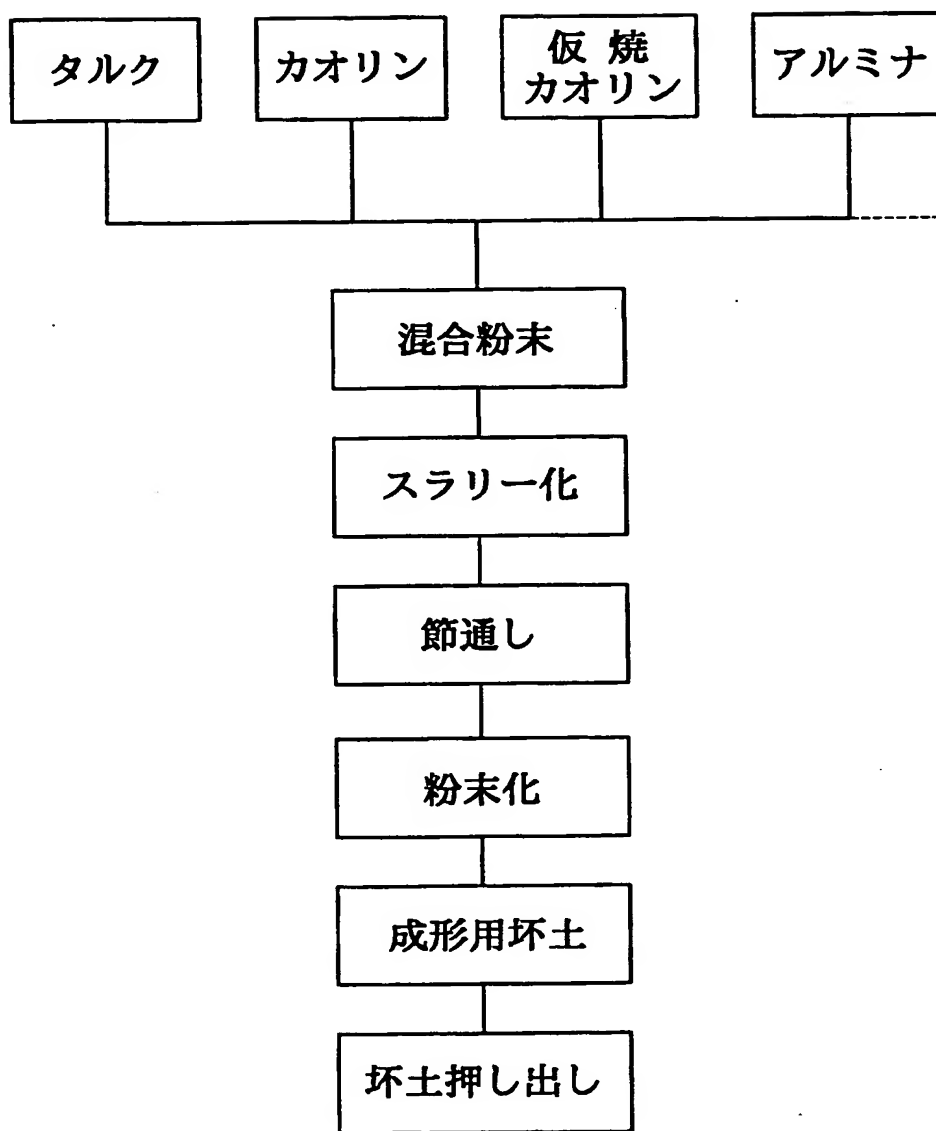 タルク
カオリン
仮 焼
カオリン
アルミナ
混合粉末
スラリー化
節通し
粉末化
成形用坏土
坏土押し出し